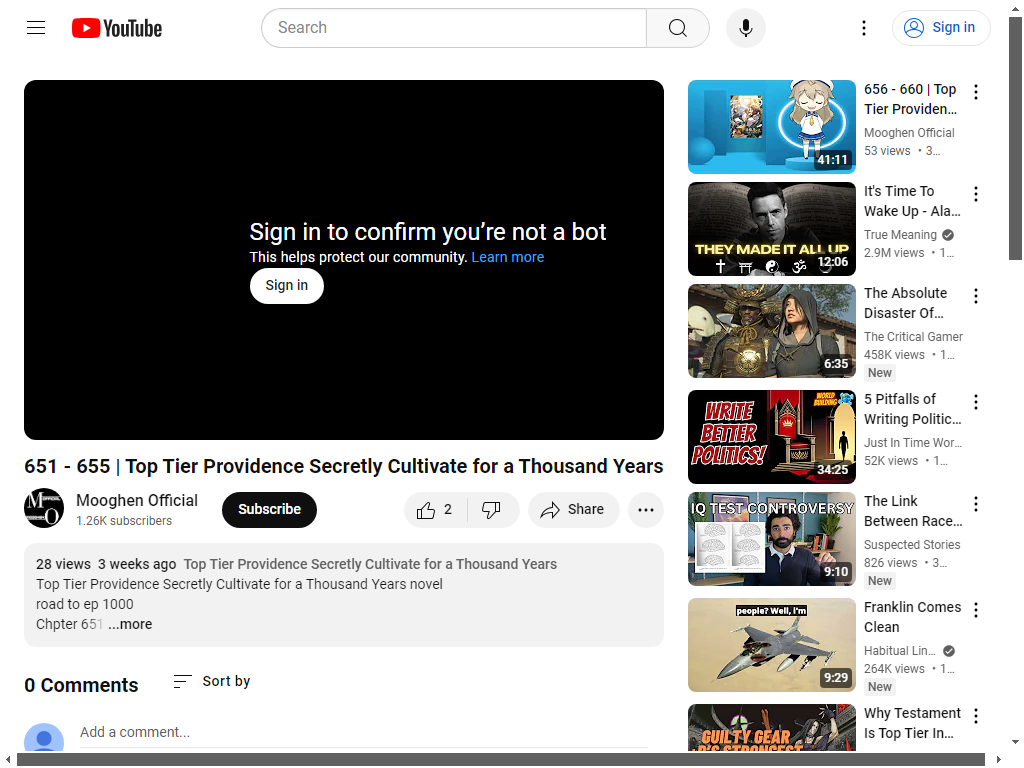 YouTube
Search
Sign in
Sign in to confirm you’re not a bot
This helps protect our community. Learn more
Sign in
651 - 655 | Top Tier Providence Secretly Cultivate for a Thousand Years
Mooghen Official
1.26K subscribers
Subscribe
2
Share
28 views 3 weeks ago Top Tier Providence Secretly Cultivate for a Thousand Years
Top Tier Providence Secretly Cultivate for a Thousand Years novel
road to ep 1000
Chpter 651 ...more
0 Comments
Sort by
Add a comment...
41:11
656 - 660 | Top
Tier Providen...
Mooghen Official
53 views • 3...
THEY MADE IT ALL UP
12:06
It's Time To
Wake Up - Ala...
True Meaning
2.9M views • 1...
6:35
The Absolute
Disaster Of...
The Critical Gamer
458K views • 1...
New
WORLD
BUILDING
WRITE
BETTER
POLITICS!
34:25
5 Pitfalls of
Writing Politic...
Just In Time Wor...
52K views • 1...
IQ TEST CONTROVERSY
9:10
The Link
Between Race...
Suspected Stories
826 views • 3...
New
people? Well, I'm
9:29
Franklin Comes
Clean
Habitual Lin...
264K views • 1...
New
GUILTY GEAR
Why Testament
Is Top Tier In...